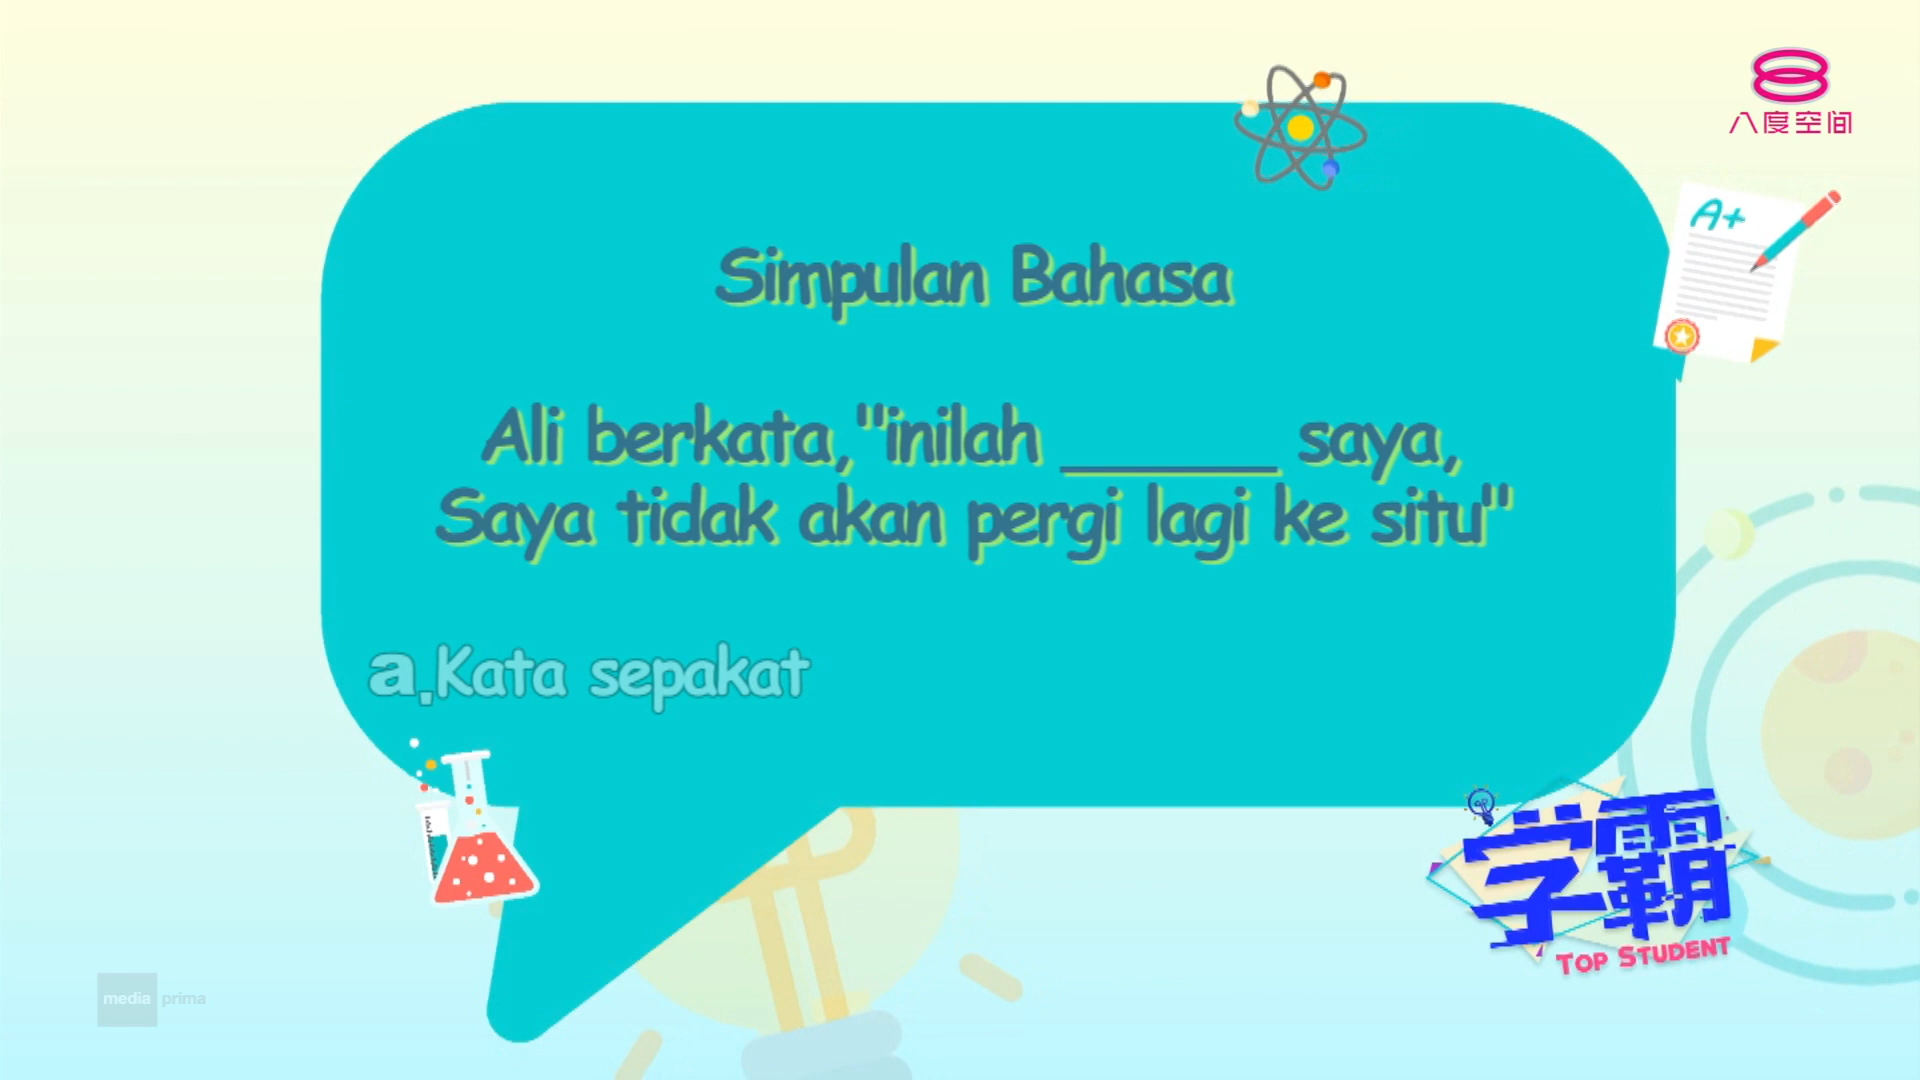 八度空间
A+
Simpulan Bahasa
Ali berkata,"inilah ______ saya,
Saya tidak akan pergi lagi ke situ"
a.Kata sepakat
学霸
TOP STUDENT
media prima